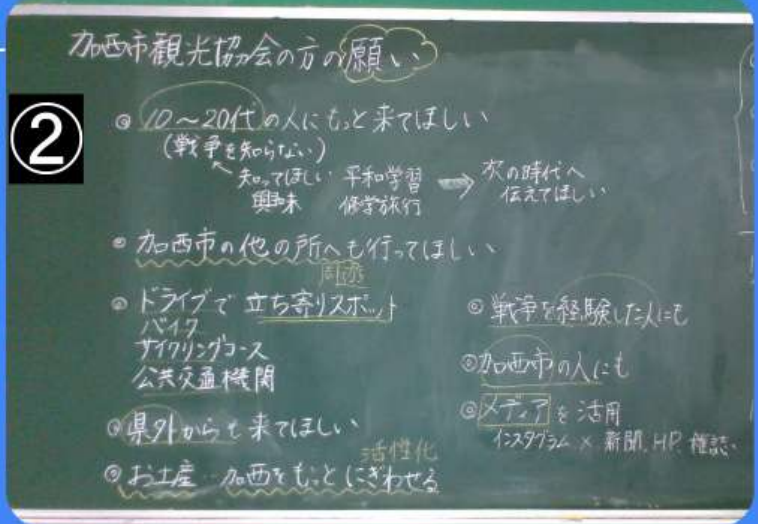 加西市観光協会の方の願い
②
◎ 10～20代の人にもっと来てほしい
(戦争を知らない)
知ってほしい 平和学習 → 次の時代へ
興味 修学旅行 伝えてほしい
◎ 加西市の他の所へも行ってほしい
周遊
◎ ドライブで 立ち寄りスポット
バイク
サイクリングコース
公共交通機関
◎ 県外からも来てほしい
活性化
◎ お土産 加西をもっとにぎわせる
◎ 戦争を経験した人にも
◎ 加西市の人にも
◎ メディアを活用
インスタグラム × 新聞、HP、雑誌